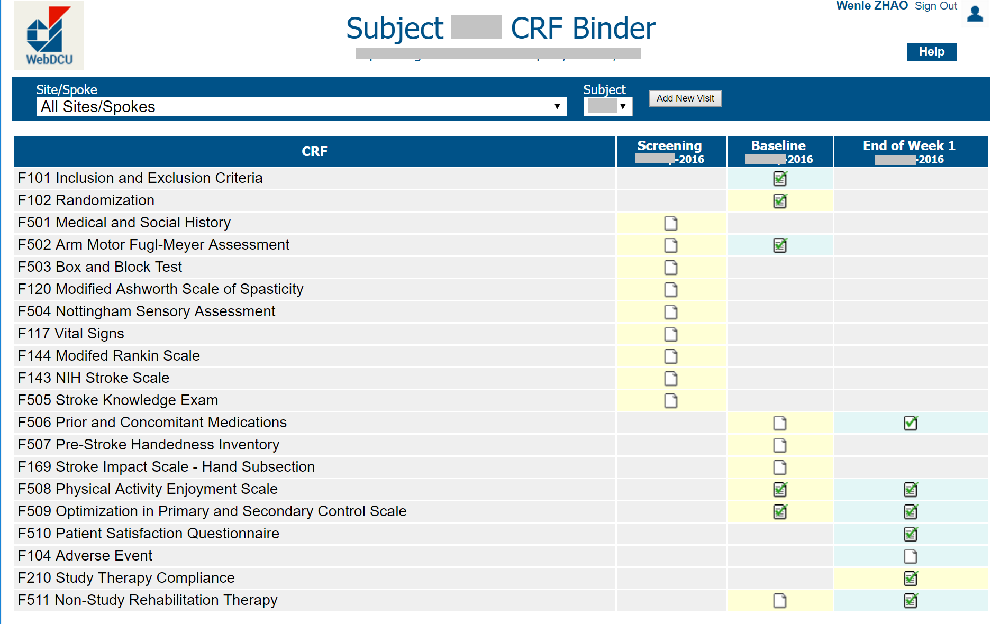 Wenle ZHAO Sign Out
WebDCU
Subject CRF Binder
Help
Site/Spoke
All Sites/Spokes
Subject
Add New Visit
CRF
Screening
-2016
Baseline
-2016
End of Week 1
-2016
F101 Inclusion and Exclusion Criteria
F102 Randomization
F501 Medical and Social History
F502 Arm Motor Fugl-Meyer Assessment
F503 Box and Block Test
F120 Modified Ashworth Scale of Spasticity
F504 Nottingham Sensory Assessment
F117 Vital Signs
F144 Modifed Rankin Scale
F143 NIH Stroke Scale
F505 Stroke Knowledge Exam
F506 Prior and Concomitant Medications
F507 Pre-Stroke Handedness Inventory
F169 Stroke Impact Scale - Hand Subsection
F508 Physical Activity Enjoyment Scale
F509 Optimization in Primary and Secondary Control Scale
F510 Patient Satisfaction Questionnaire
F104 Adverse Event
F210 Study Therapy Compliance
F511 Non-Study Rehabilitation Therapy